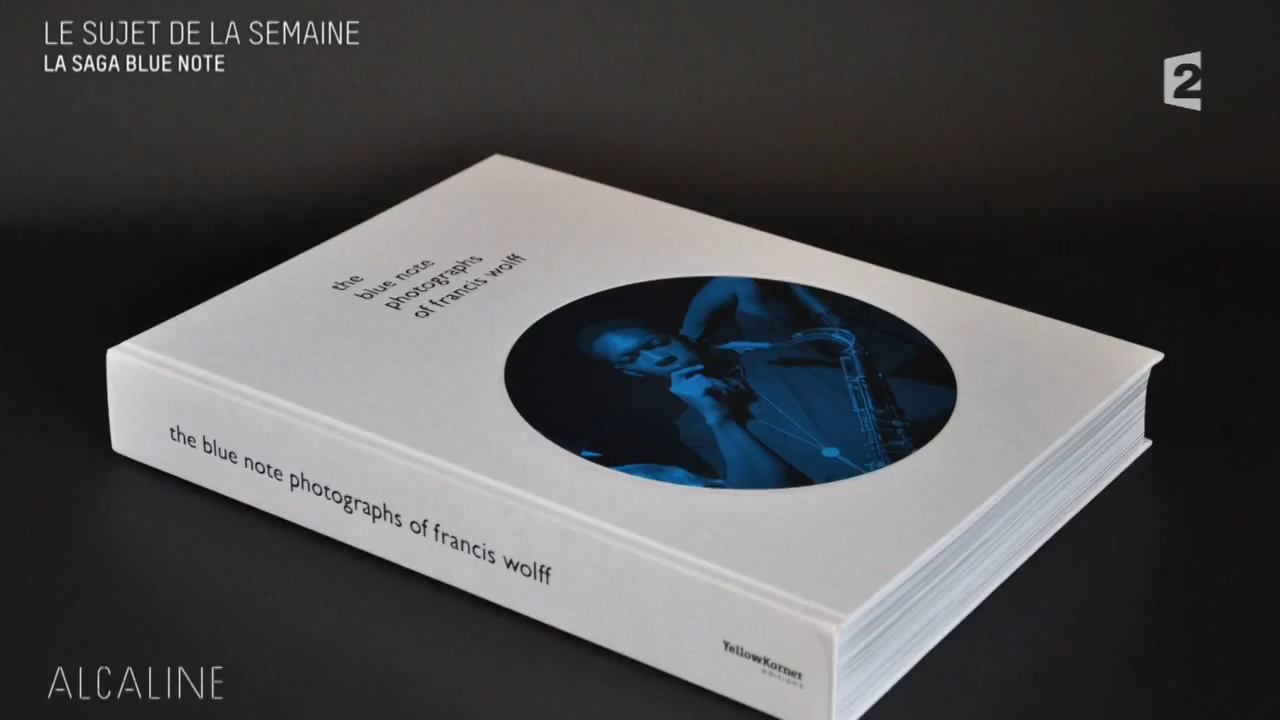 LE SUJET DE LA SEMAINE
LA SAGA BLUE NOTE
2
the
blue note
photographs
of francis wolff
the blue note photographs of francis wolff
YellowKorner
editions
ALCALINE